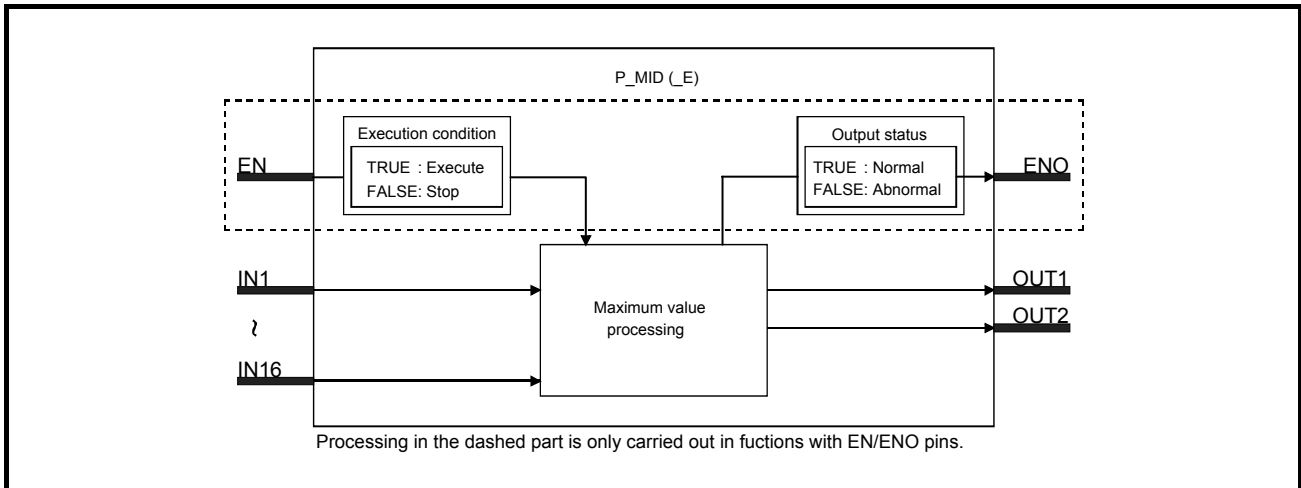 P_MID (_E)
Execution condition
TRUE : Execute
FALSE: Stop
Output status
TRUE : Normal
FALSE: Abnormal
EN
ENO
IN1
~
IN16
Maximum value
processing
OUT1
OUT2
Processing in the dashed part is only carried out in fuctions with EN/ENO pins.